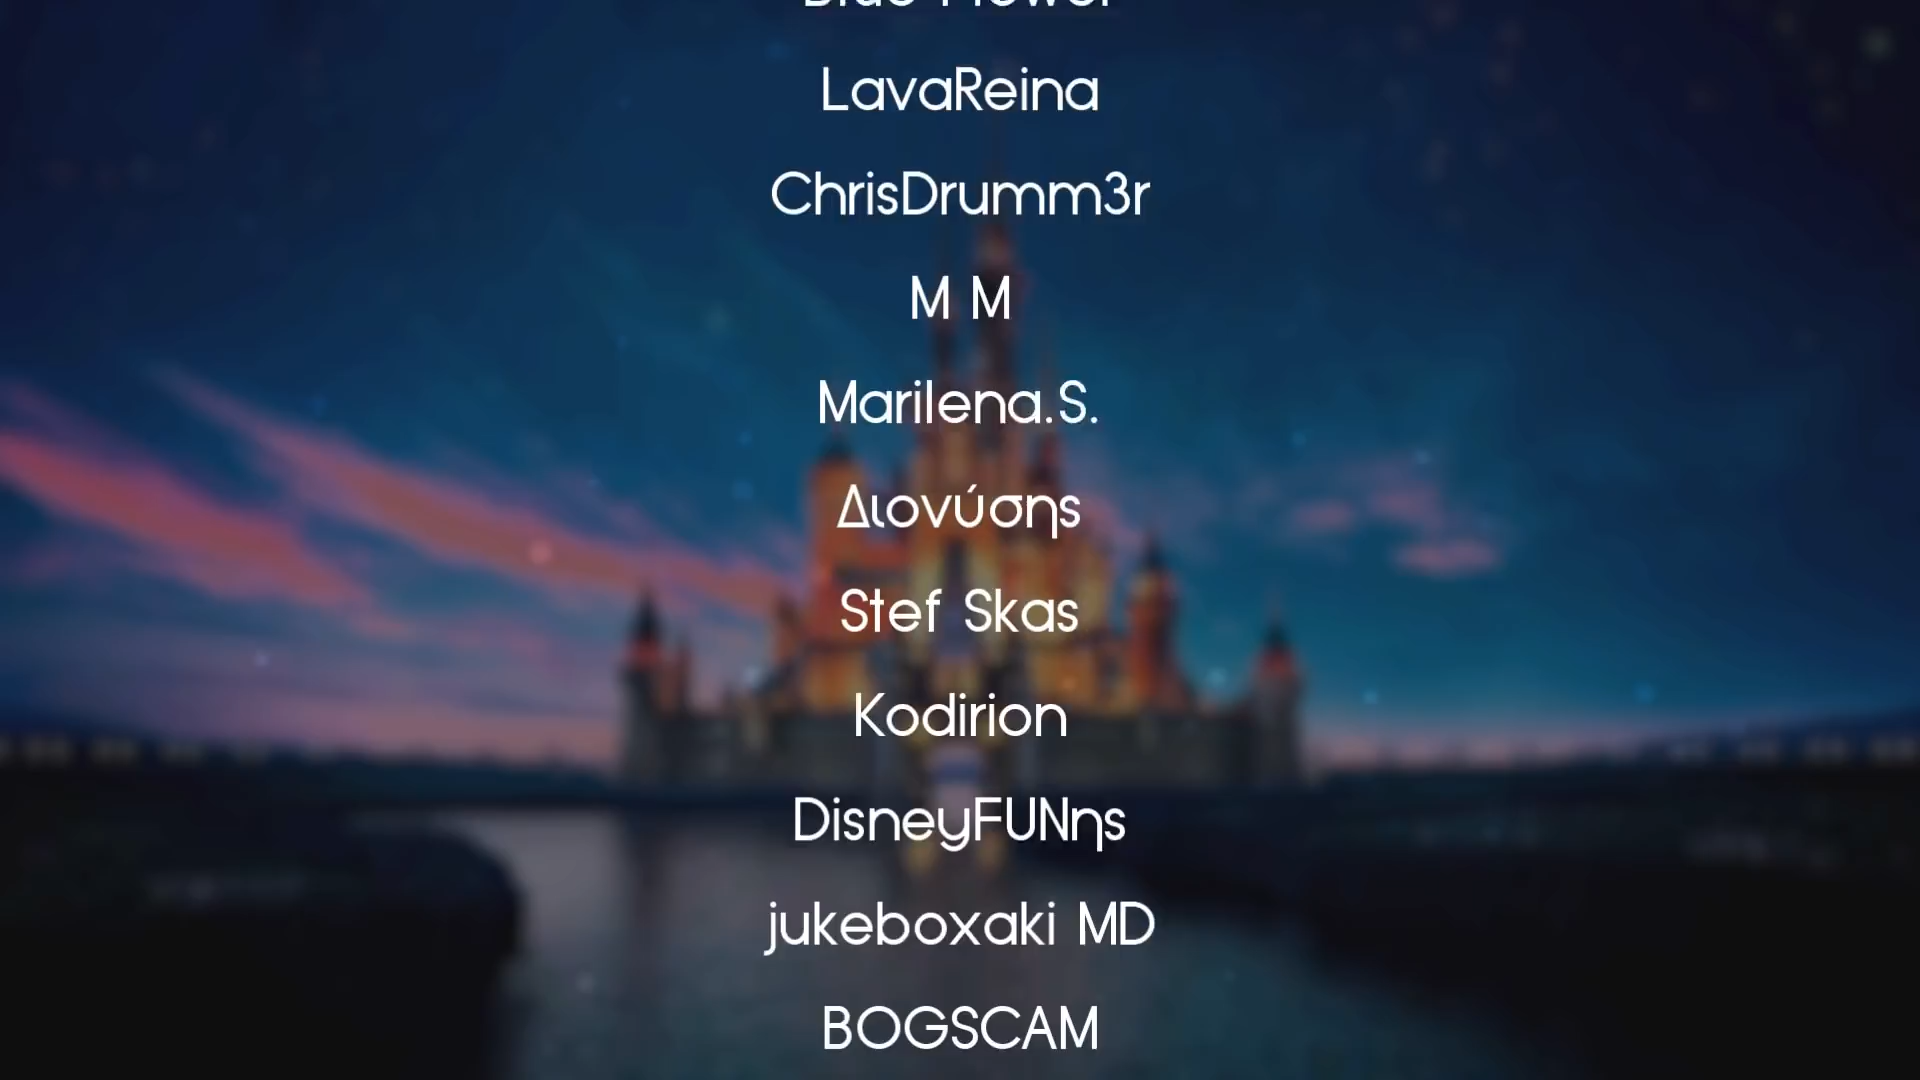 LavaReina
ChrisDrumm3r
M M
Marilena.S.
Διονύσης
Stef Skas
Kodirion
DisneyFUNης
jukeboxaki MD
BOGSCAM